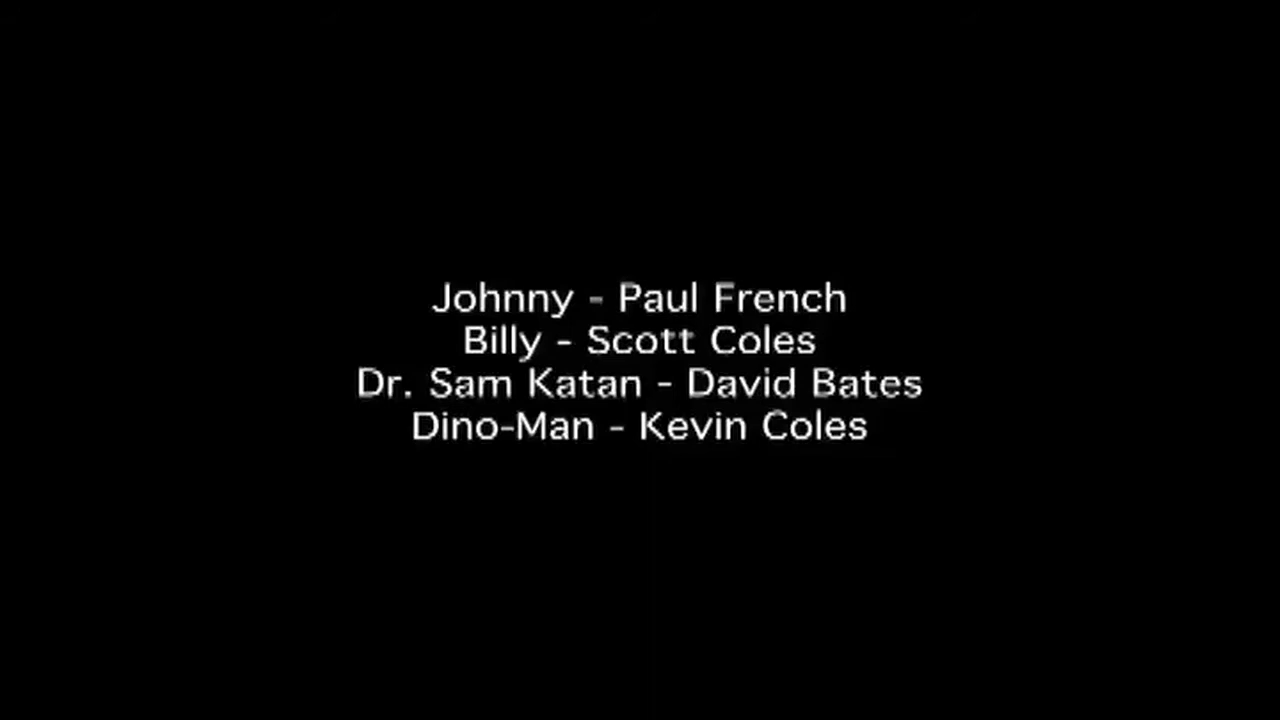 Johnny - Paul French
Billy - Scott Coles
Dr. Sam Katan - David Bates
Dino-Man - Kevin Coles